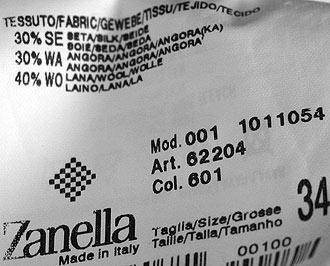 TESSUTO/FABRIC/GEWEBE/TISSU/TEJIDO/TECIDO
30% SE SETA/SILK/SEIDE
SOIE/SEDA/SEDA
30% WA ANGORA/ANGORA/ANGORA(KA)
ANGORA/ANGORA/ANGORA
40% WO LANA/WOOL/WOLLE
LAINE/LANA/LA
Mod. 001 1011054
Art. 62204
Col. 601
Zanella
Made in Italy
Taglia/Size/Grosse 34
Taille/Talla/Tamanho
00100